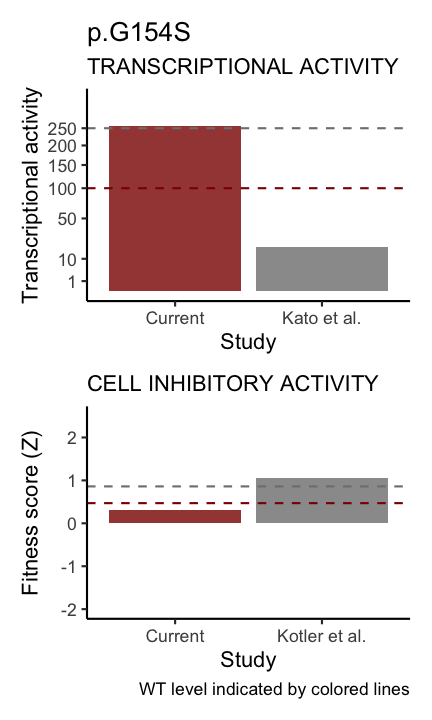 p.G154S
TRANSCRIPTIONAL ACTIVITY
Transcriptional activity
250
200
150
100
50
10
1
Current
Kato et al.
Study
CELL INHIBITORY ACTIVITY
Fitness score (Z)
2
1
0
-1
-2
Current
Kotler et al.
Study
WT level indicated by colored lines